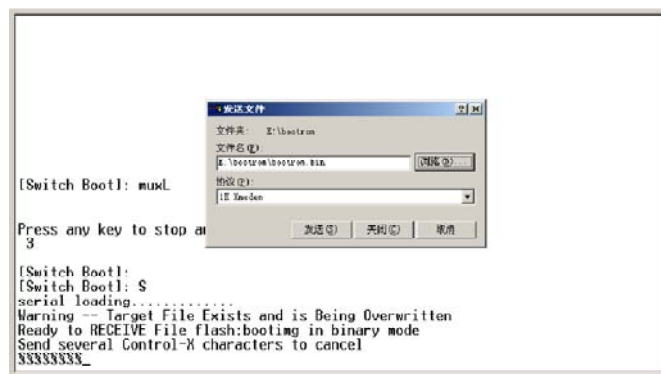 发送文件
文件夹: E:\bootrom
文件名(F):
E:\bootrom\bootrom.bin
浏览(B)...
协议(P):
1K Xmodem
发送(S) 关闭(C) 取消
[Switch Boot]: muxL
Press any key to stop au
3
[Switch Boot]:
[Switch Boot]: S
serial loading.............
Warning -- Target File Exists and is Being Overwritten
Ready to RECEIVE File flash:bootimg in binary mode
Send several Control-X characters to cancel
§§§§§§§§_